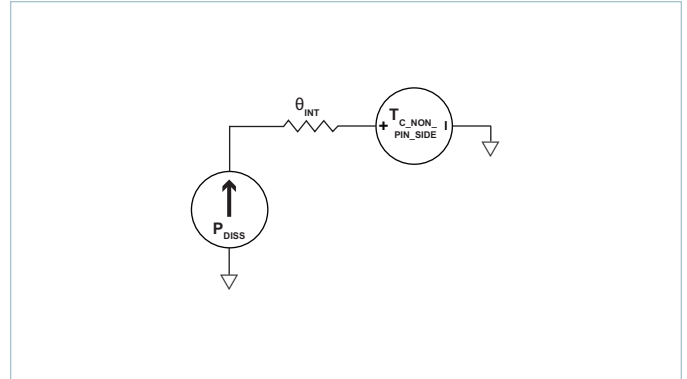 θINT
+ TC_NON_ I
PIN_SIDE
PDISS